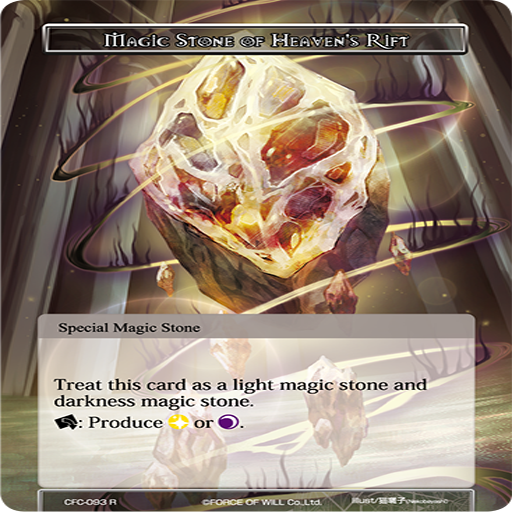 Magic Stone of Heaven's Rift
Special Magic Stone
Treat this card as a light magic stone and
darkness magic stone.
: Produce or .
CFC-093 R ©FORCE OF WILL Co.,Ltd. Illust/